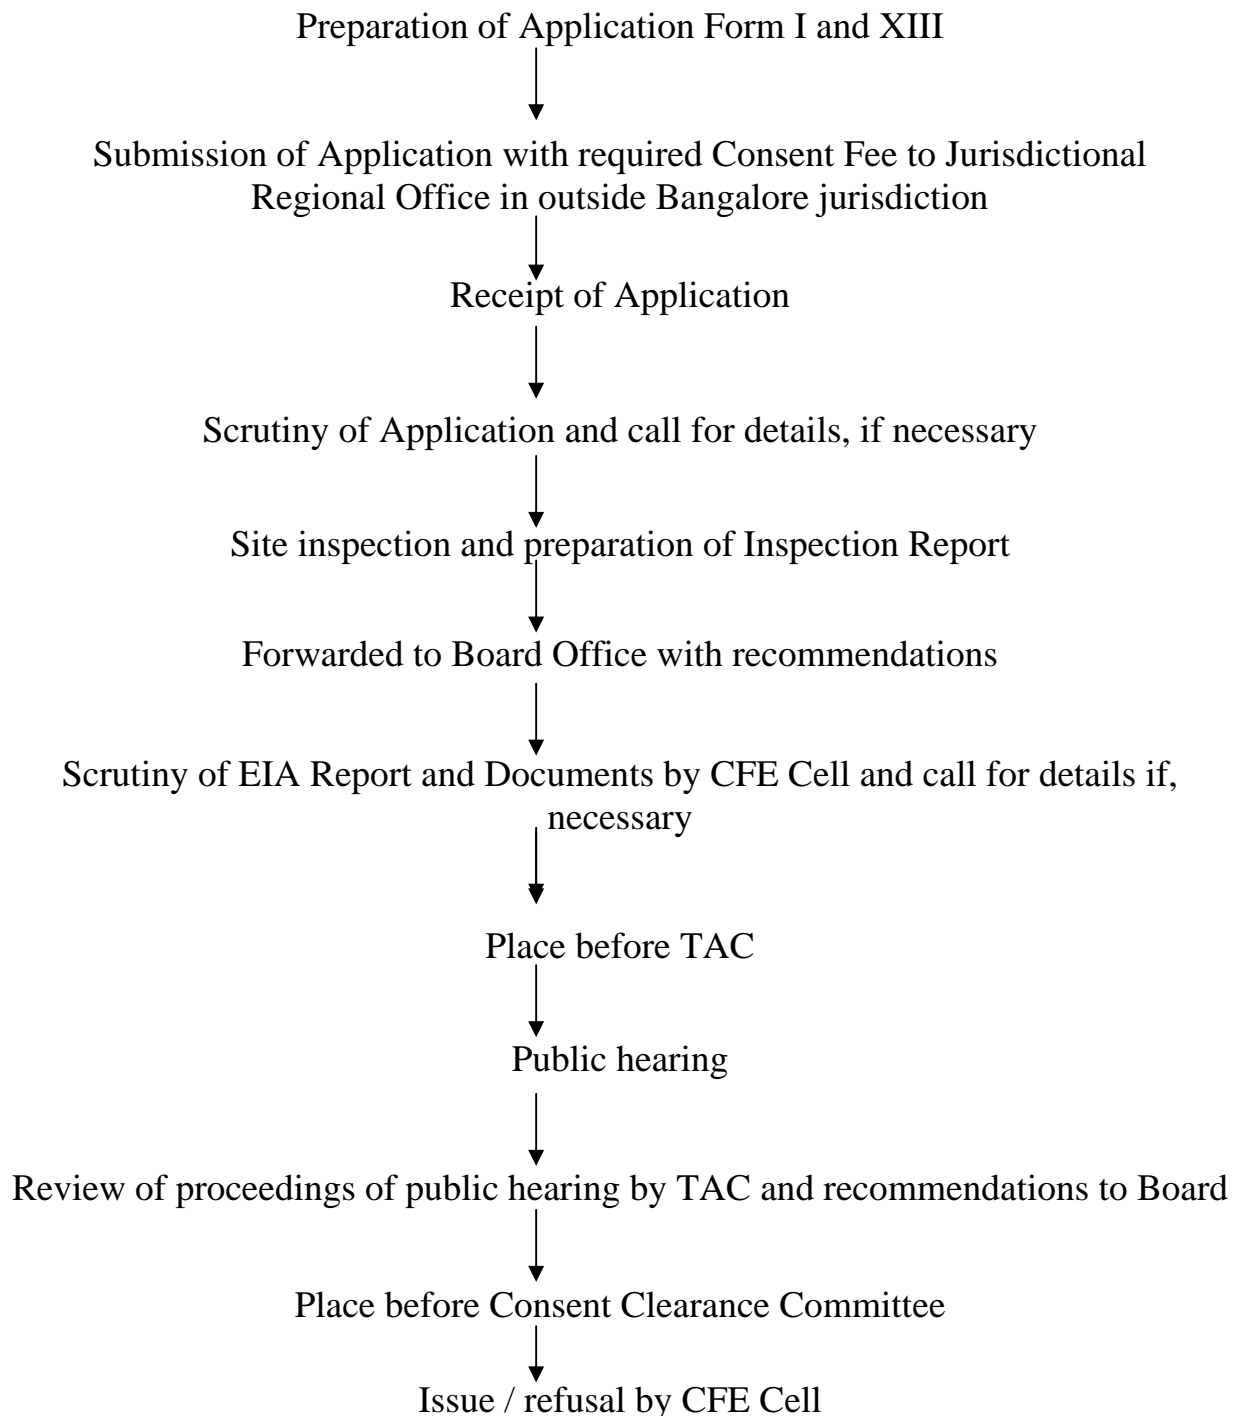 Preparation of Application Form I and XIII
Submission of Application with required Consent Fee to Jurisdictional
Regional Office in outside Bangalore jurisdiction
Receipt of Application
Scrutiny of Application and call for details, if necessary
Site inspection and preparation of Inspection Report
Forwarded to Board Office with recommendations
Scrutiny of EIA Report and Documents by CFE Cell and call for details if,
necessary
Place before TAC
Public hearing
Review of proceedings of public hearing by TAC and recommendations to Board
Place before Consent Clearance Committee
Issue / refusal by CFE Cell